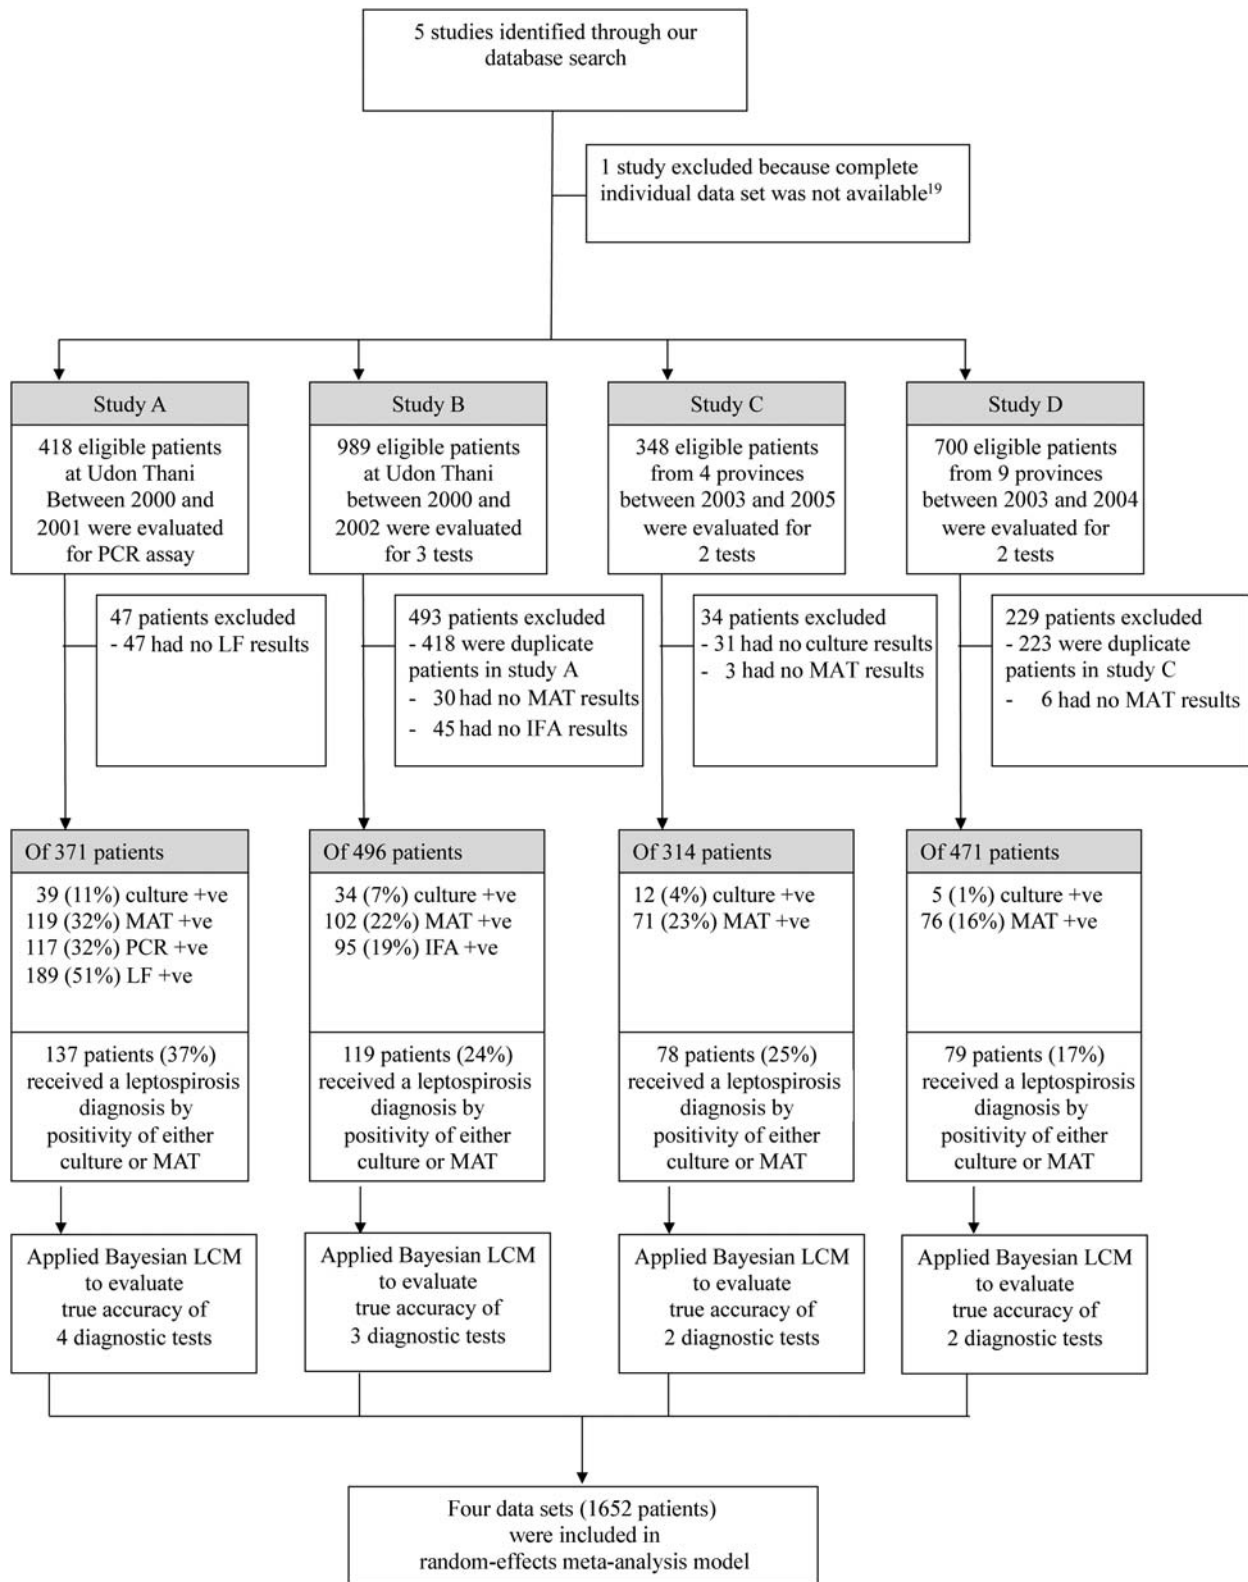 5 studies identified through our
database search
1 study excluded because complete
individual data set was not available19
Study A
418 eligible patients
at Udon Thani
Between 2000 and
2001 were evaluated
for PCR assay
Study B
989 eligible patients
at Udon Thani
between 2000 and
2002 were evaluated
for 3 tests
Study C
348 eligible patients
from 4 provinces
between 2003 and 2005
were evaluated for
2 tests
Study D
700 eligible patients
from 9 provinces
between 2003 and 2004
were evaluated for
2 tests
47 patients excluded
- 47 had no LF results
493 patients excluded
- 418 were duplicate
patients in study A
- 30 had no MAT results
- 45 had no IFA results
34 patients excluded
- 31 had no culture results
- 3 had no MAT results
229 patients excluded
- 223 were duplicate
patients in study C
- 6 had no MAT results
Of 371 patients
39 (11%) culture +ve
119 (32%) MAT +ve
117 (32%) PCR +ve
189 (51%) LF +ve
137 patients (37%)
received a leptospirosis
diagnosis by
positivity of either
culture or MAT
Of 496 patients
34 (7%) culture +ve
102 (22%) MAT +ve
95 (19%) IFA +ve
119 patients (24%)
received a leptospirosis
diagnosis by
positivity of either
culture or MAT
Of 314 patients
12 (4%) culture +ve
71 (23%) MAT +ve
78 patients (25%)
received a leptospirosis
diagnosis by
positivity of either
culture or MAT
Of 471 patients
5 (1%) culture +ve
76 (16%) MAT +ve
79 patients (17%)
received a leptospirosis
diagnosis by
positivity of either
culture or MAT
Applied Bayesian LCM
to evaluate
true accuracy of
4 diagnostic tests
Applied Bayesian LCM
to evaluate
true accuracy of
3 diagnostic tests
Applied Bayesian LCM
to evaluate
true accuracy of
2 diagnostic tests
Applied Bayesian LCM
to evaluate
true accuracy of
2 diagnostic tests
Four data sets (1652 patients)
were included in
random-effects meta-analysis model